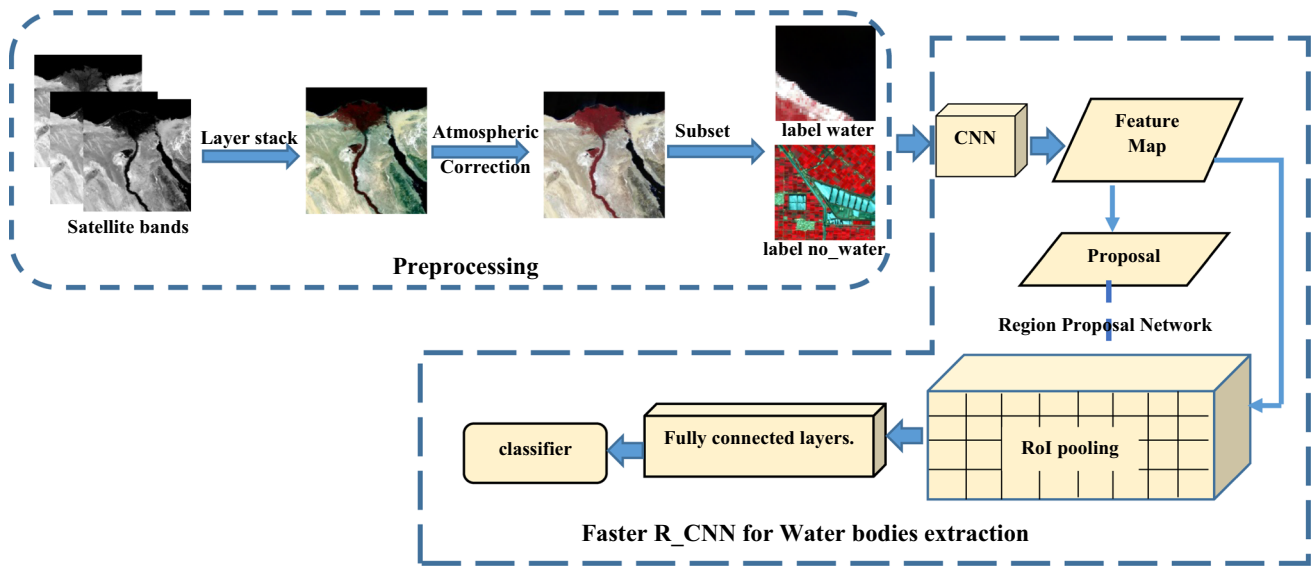 Satellite bands
Layer stack
Atmospheric
Correction
Subset
label water
label no_water
Preprocessing
CNN
Feature
Map
Proposal
Region Proposal Network
RoI pooling
Fully connected layers.
classifier
Faster R_CNN for Water bodies extraction